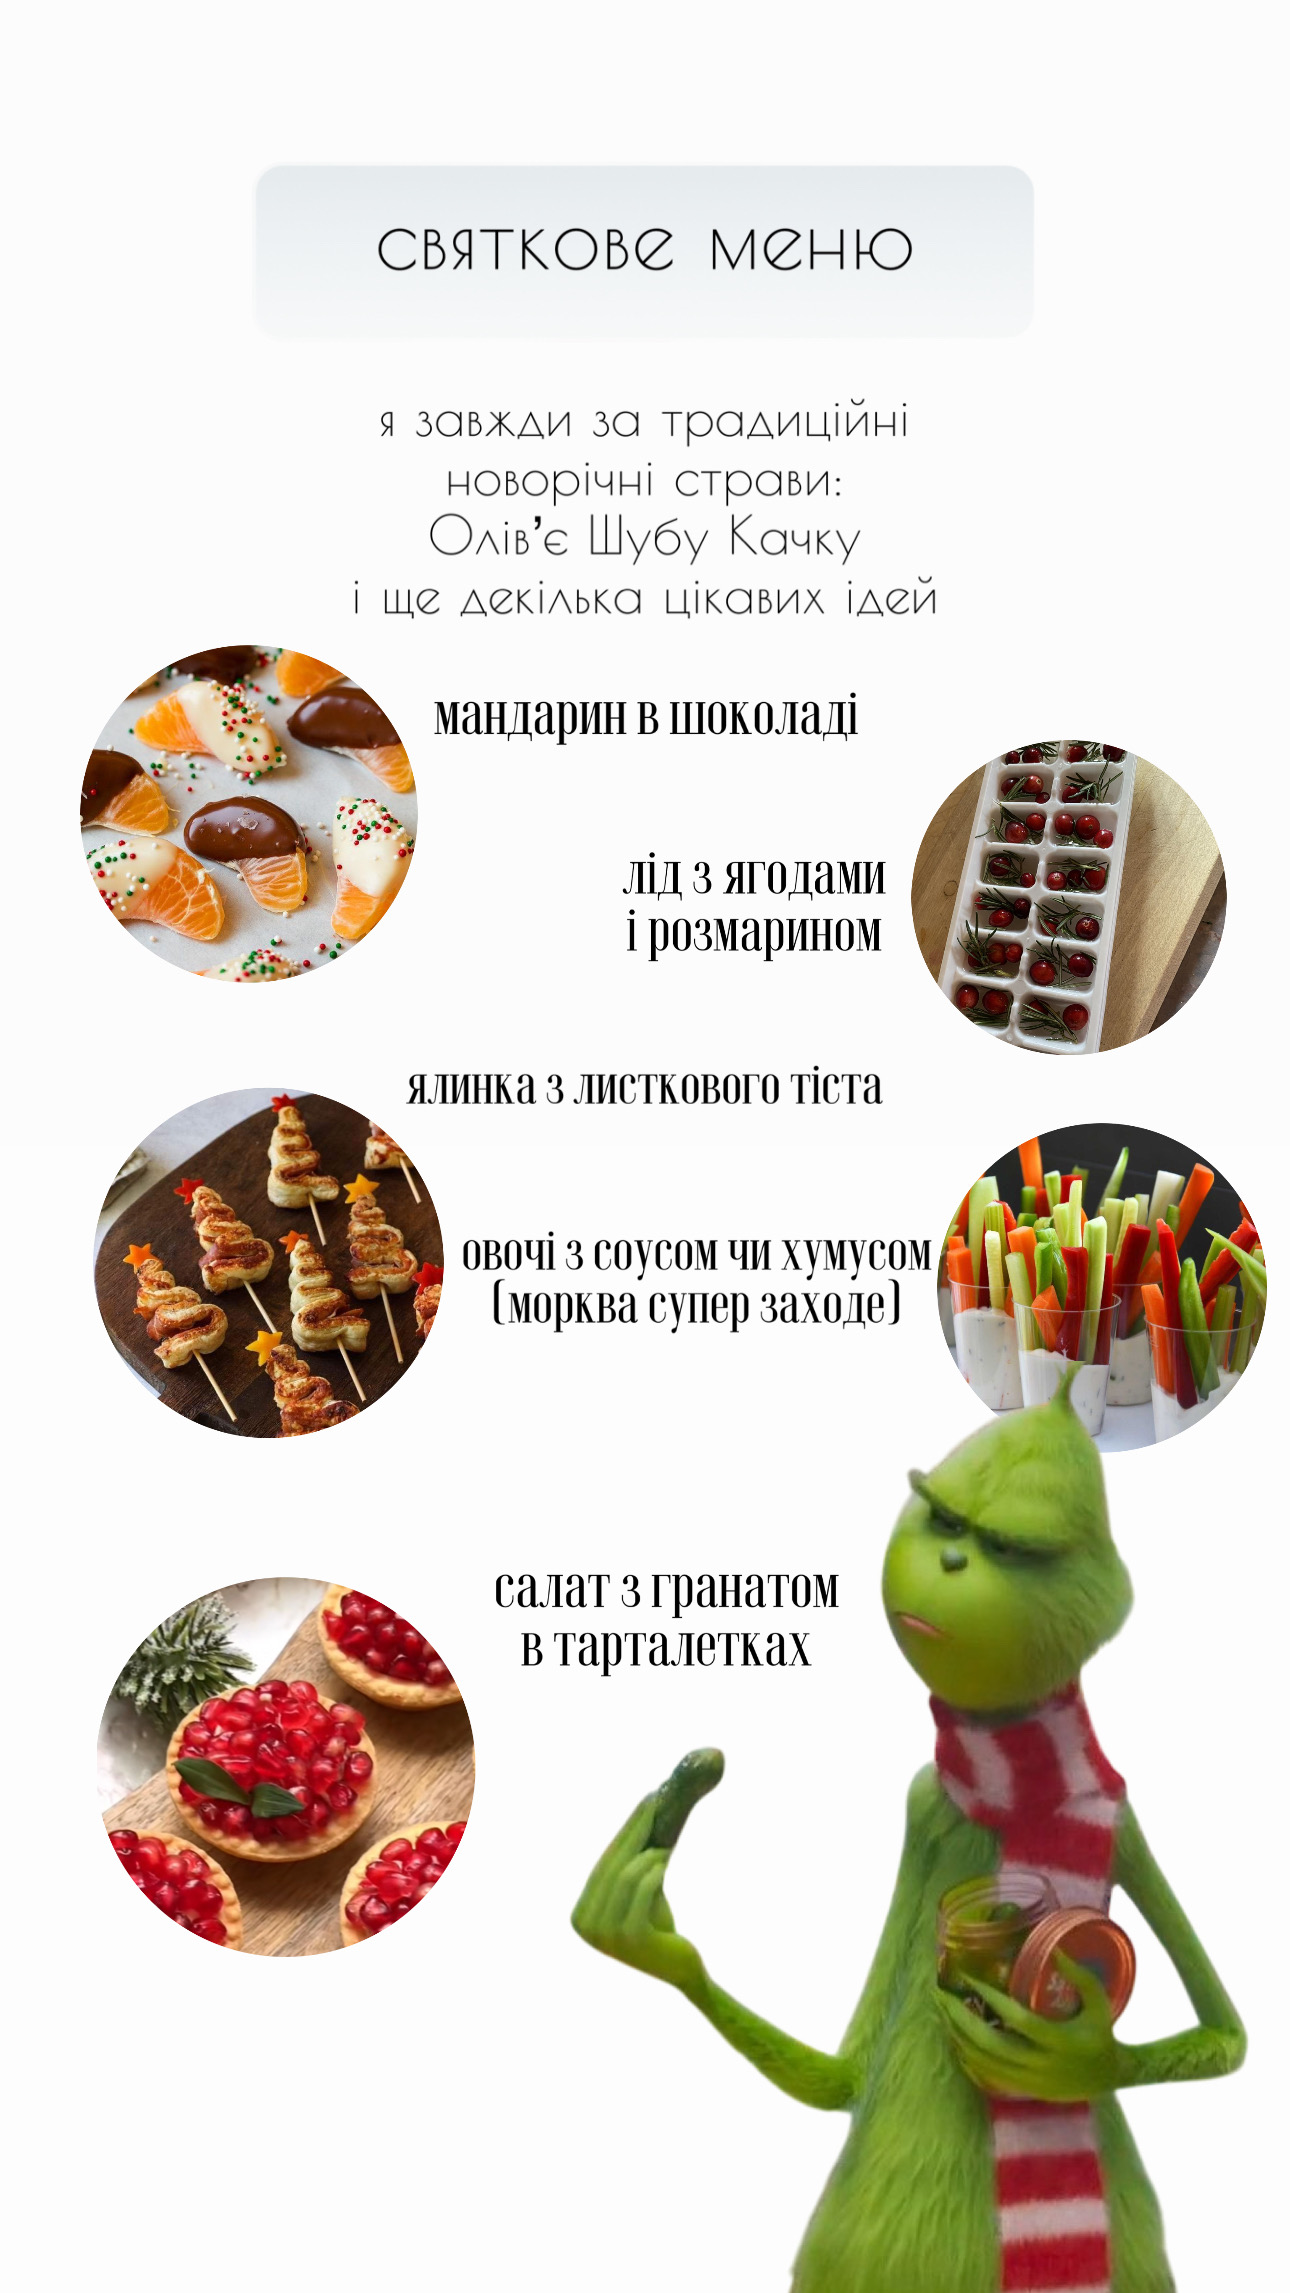 святкове меню
я завжди за традиційні
новорічні страви:
Олів’є Шубу Качку
і ще декілька цікавих ідей
мандарин в шоколаді
лід з ягодами
і розмарином
ялинка з листкового тіста
овочі з соусом чи хумусом
(морква супер заходе)
салат з гранатом
в тарталетках